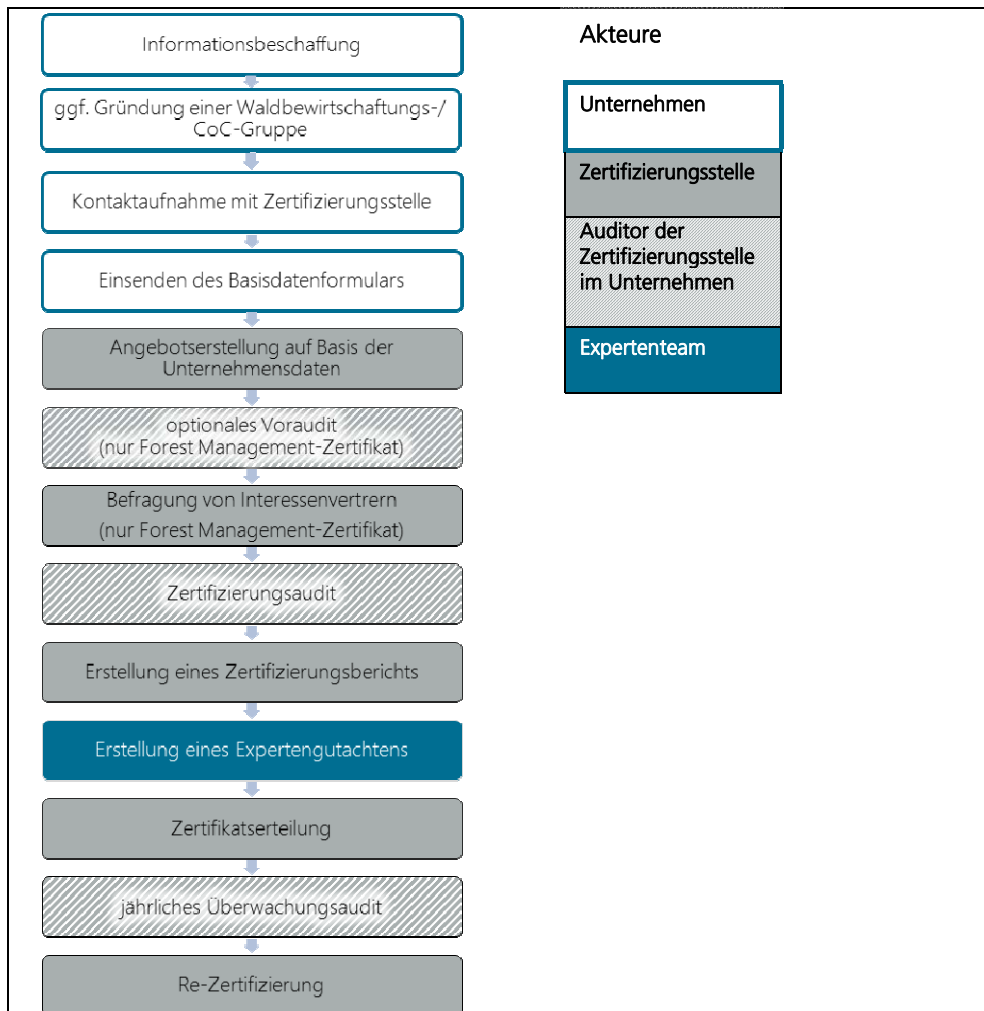 Informationsbeschaffung
ggf. Gründung einer Waldbewirtschaftungs-/
CoC-Gruppe
Kontaktaufnahme mit Zertifizierungsstelle
Einsenden des Basisdatenformulars
Angebotserstellung auf Basis der
Unternehmensdaten
optionales Voraudit
(nur Forest Management-Zertifikat)
Befragung von Interessenvertrern
(nur Forest Management-Zertifikat)
Zertifizierungsaudit
Erstellung eines Zertifizierungsberichts
Erstellung eines Expertengutachtens
Zertifikatserteilung
jährliches Überwachungsaudit
Re-Zertifizierung
Akteure
Unternehmen
Zertifizierungsstelle
Auditor der
Zertifizierungsstelle
im Unternehmen
Expertenteam